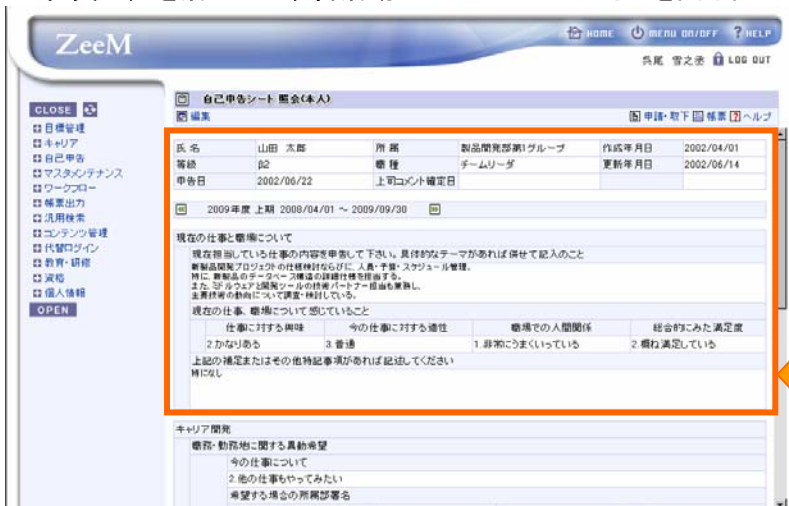 ZeeM
HOME MENU ON/OFF ? HELP
呉尾 雪之丞 LOG OUT
CLOSE
目標管理
キャリア
自己申告
マスタメンテナンス
ワークフロー
帳票出力
汎用検索
コンテンツ管理
代替ログイン
教育・研修
資格
個人情報
OPEN
自己申告シート 照会(本人)
編集 申請・取下 帳票 ? ヘルプ
氏名 山田 太郎 所属 製品開発部第1グループ 作成年月日 2002/04/01
等級 β2 職種 チームリーダ 更新年月日 2002/06/14
申告日 2002/06/22 上司コメント確定日
2009年度 上期 2008/04/01 ~ 2009/09/30
現在の仕事と職場について
現在担当している仕事の内容を申告して下さい。具体的なテーマがあれば併せて記入のこと
新製品開発プロジェクトの仕様検討ならびに、人員・予算・スケジュール管理。
特に、新製品のデータベース構造の詳細仕様を担当する。
また、ミドルウェアと開発ツールの技術パートナー担当も兼務し、
主要技術の動向について調査・検討している。
現在の仕事、職場について感じていること
仕事に対する興味 今の仕事に対する適性 職場での人間関係 総合的にみた満足度
2.かなりある 3.普通 1.非常にうまくいっている 2.概ね満足している
上記の補足またはその他特記事項があれば記述してください
特になし
キャリア開発
職務・勤務地に関する異動希望
今の仕事について
2.他の仕事もやってみたい
希望する場合の所属部署名